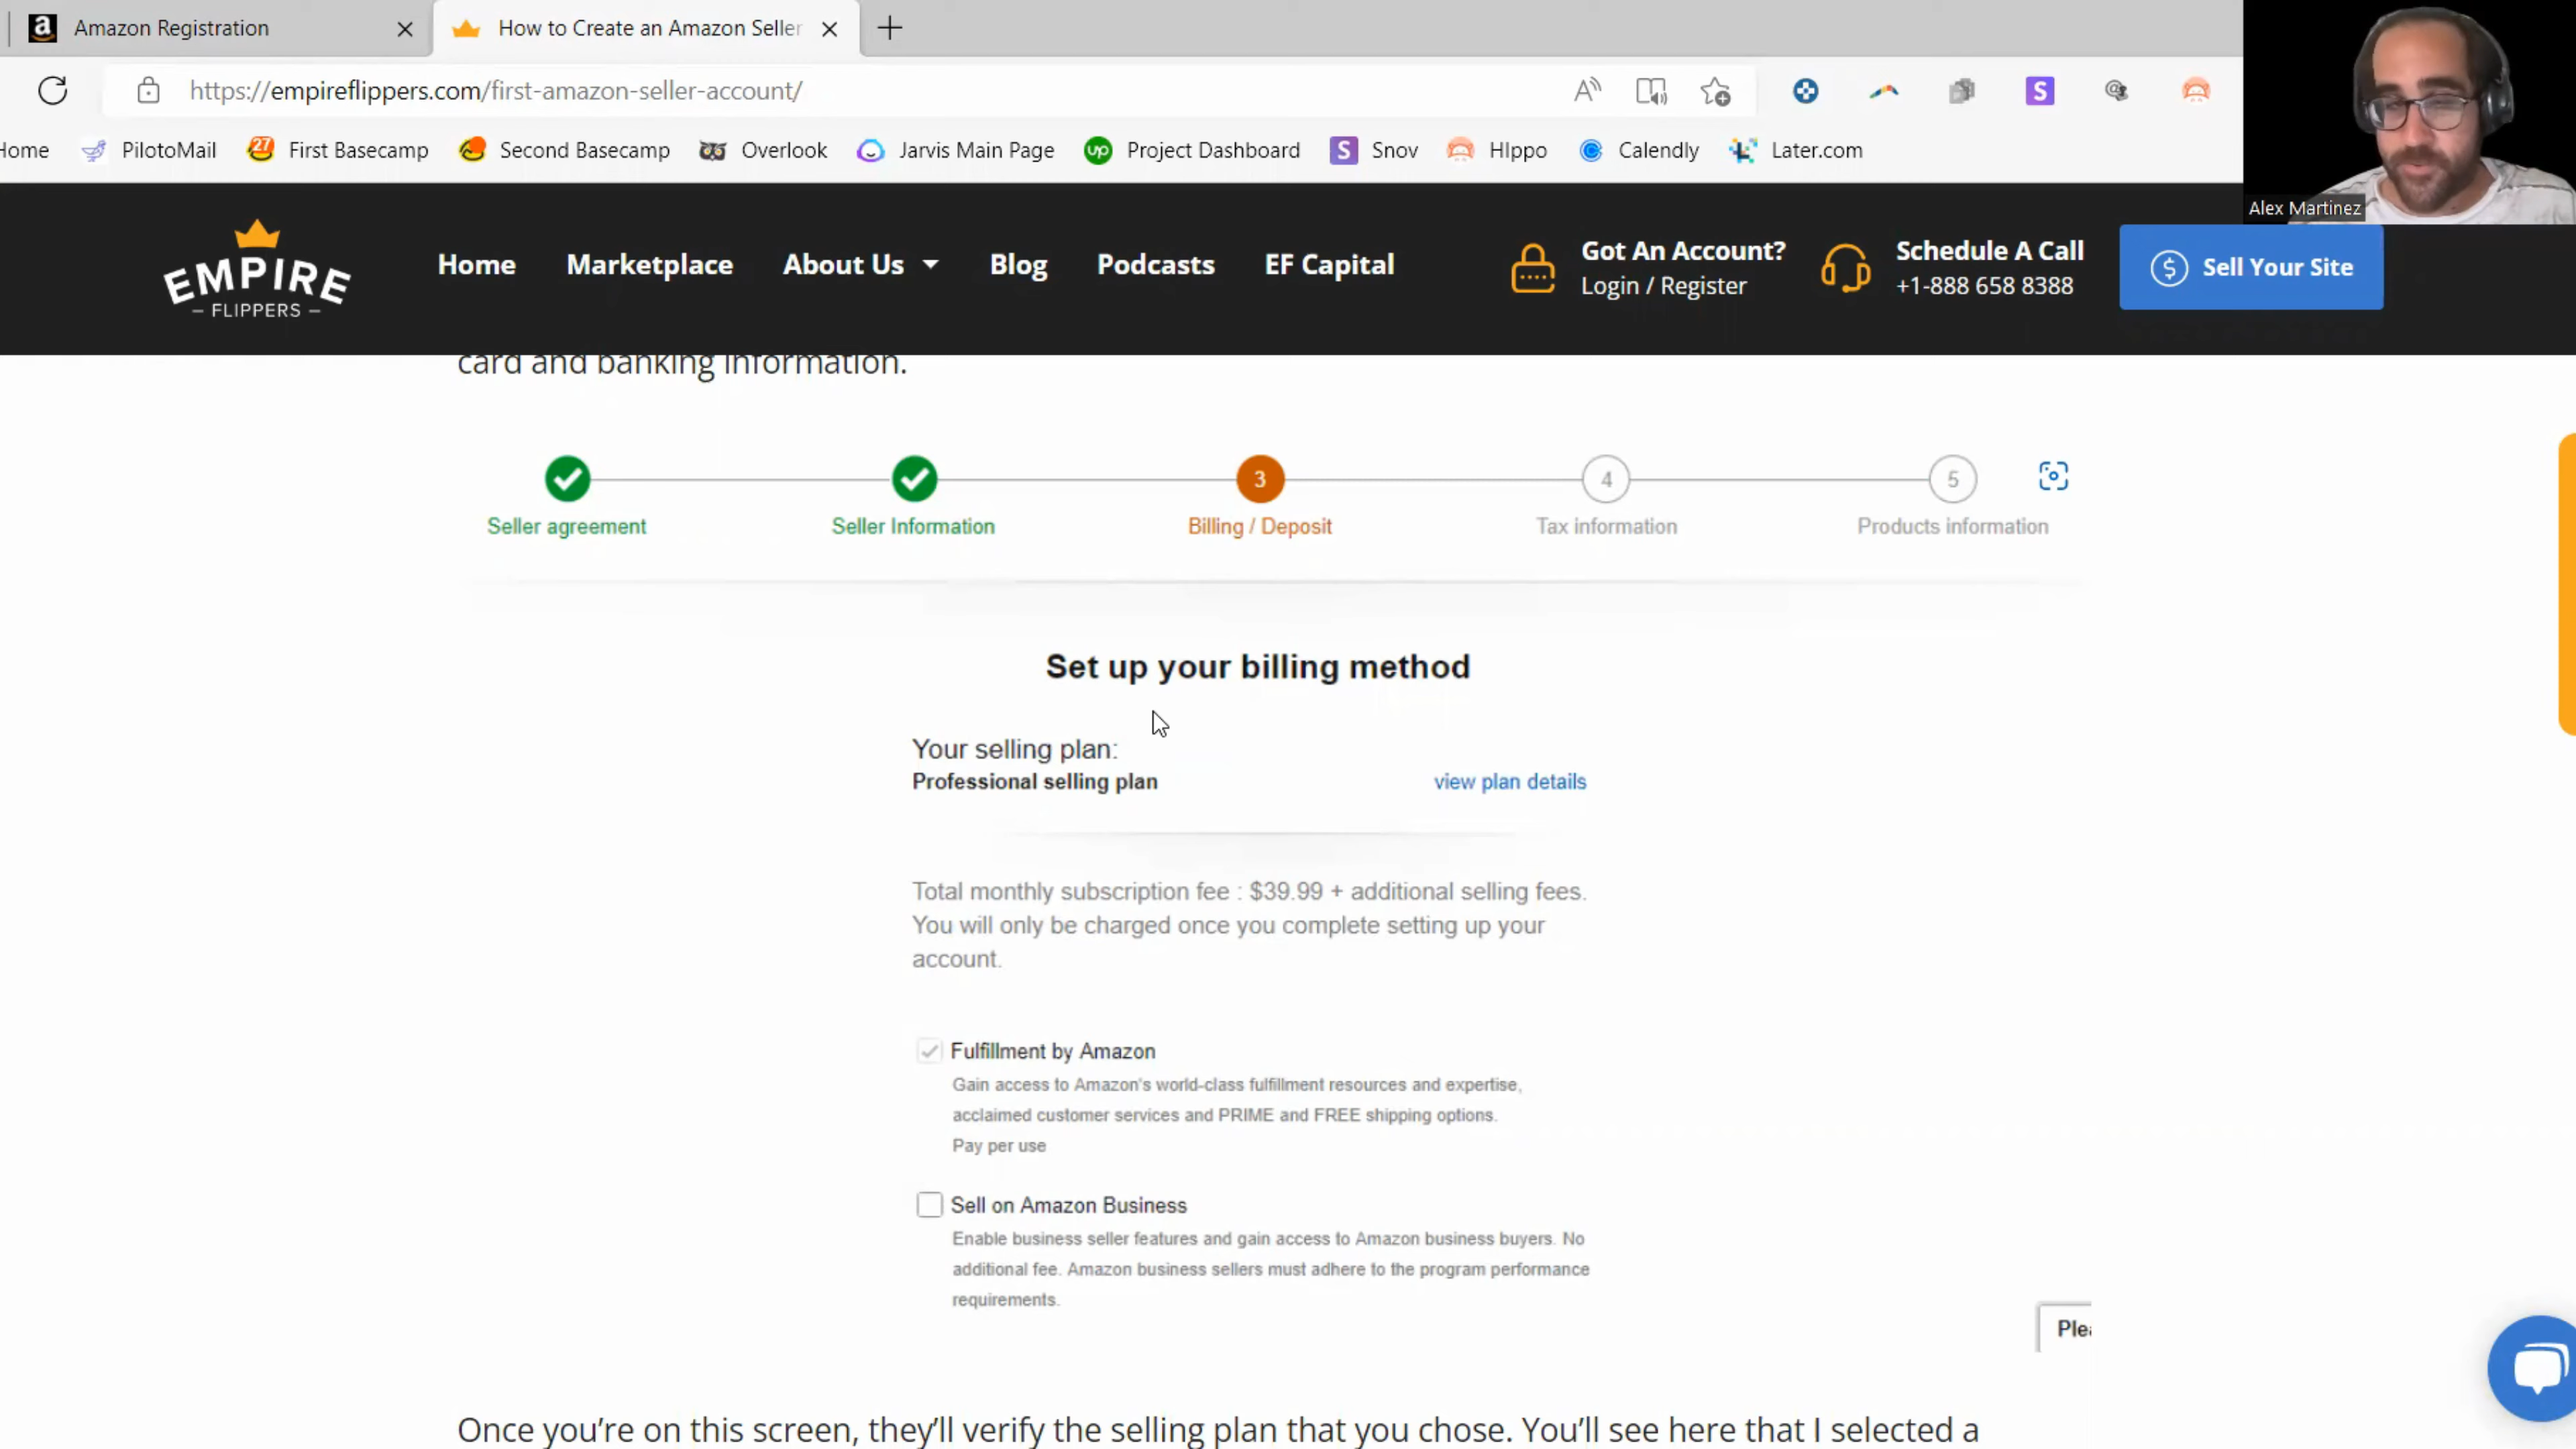 Amazon Registration
How to Create an Amazon Seller
https://empireflippers.com/first-amazon-seller-account/
Home
PilotoMail
First Basecamp
Second Basecamp
Overlook
Jarvis Main Page
Project Dashboard
Snov
HIppo
Calendly
Later.com
Alex Martinez
EMPIRE
– FLIPPERS –
Home
Marketplace
About Us
Blog
Podcasts
EF Capital
Got An Account?
Login / Register
Schedule A Call
+1-888 658 8388
Sell Your Site
card and banking information.
3
4
5
Seller agreement
Seller Information
Billing / Deposit
Tax information
Products information
Set up your billing method
Your selling plan:
Professional selling plan
view plan details
Total monthly subscription fee : $39.99 + additional selling fees.
You will only be charged once you complete setting up your
account.
Fulfillment by Amazon
Gain access to Amazon's world-class fulfillment resources and expertise,
acclaimed customer services and PRIME and FREE shipping options.
Pay per use
Sell on Amazon Business
Enable business seller features and gain access to Amazon business buyers. No
additional fee. Amazon business sellers must adhere to the program performance
requirements.
Once you’re on this screen, they’ll verify the selling plan that you chose. You’ll see here that I selected a